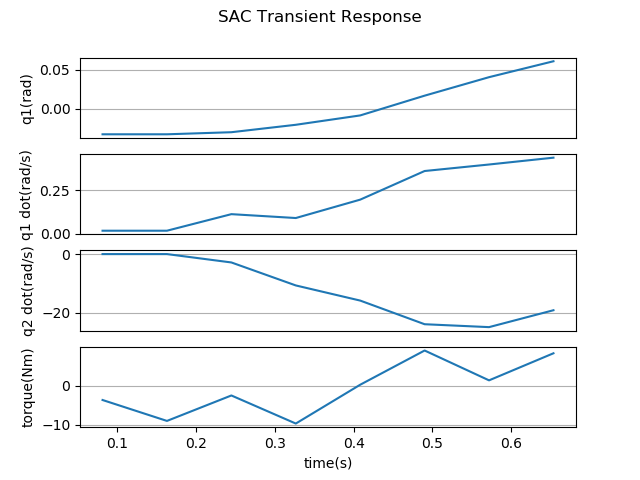 SAC Transient Response
q1(rad)
0.05
0.00
q1 dot(rad/s)
0.25
0.00
q2 dot(rad/s)
0
−20
torque(Nm)
0
−10
0.1 0.2 0.3 0.4 0.5 0.6
time(s)